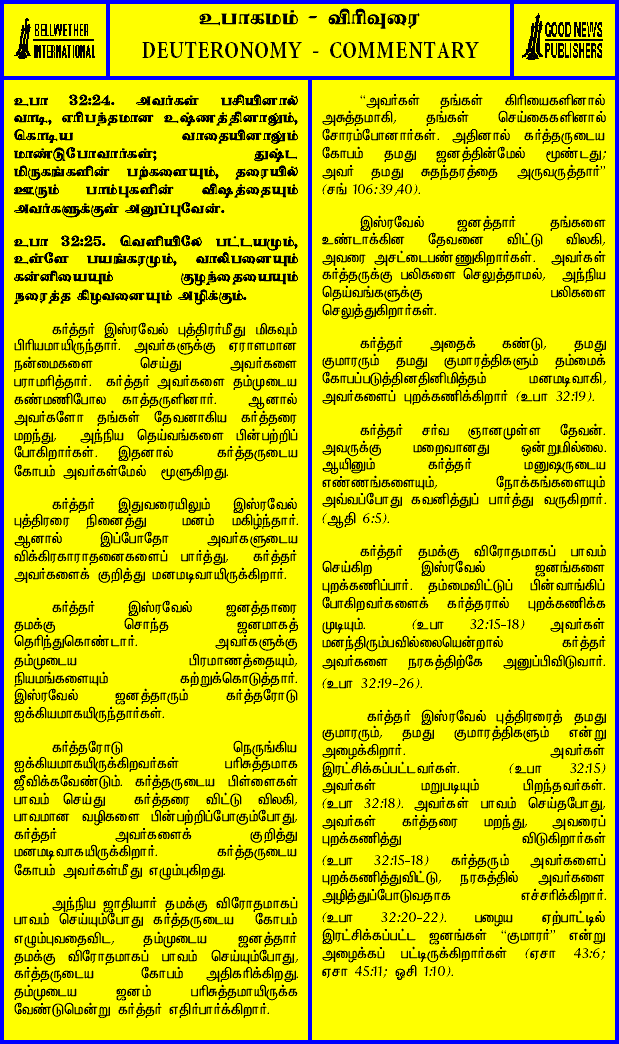 BELLWETHER
INTERNATIONAL
உபாகமம் - விரிவுரை
DEUTERONOMY - COMMENTARY
GOOD NEWS
PUBLISHERS
உபா 32:24. அவர்கள் பசியினால்
வாடி, எரிபந்தமான உஷ்ணத்தினாலும்,
கொடிய வாதையினாலும்
மாண்டுபோவார்கள்; துஷ்ட
மிருகங்களின் பற்களையும், தரையில்
ஊரும் பாம்புகளின் விஷத்தையும்
அவர்களுக்குள் அனுப்புவேன்.
உபா 32:25. வெளியிலே பட்டயமும்,
உள்ளே பயங்கரமும், வாலிபனையும்
கன்னியையும் குழந்தையையும்
நரைத்த கிழவனையும் அழிக்கும்.
கர்த்தர் இஸ்ரவேல் புத்திரர்மீது மிகவும்
பிரியமாயிருந்தார். அவர்களுக்கு ஏராளமான
நன்மைகளை செய்து அவர்களை
பராமரித்தார். கர்த்தர் அவர்களை தம்முடைய
கண்மணிபோல காத்தருளினார். ஆனால்
அவர்களோ தங்கள் தேவனாகிய கர்த்தரை
மறந்து, அந்நிய தெய்வங்களை பின்பற்றிப்
போகிறார்கள். இதனால் கர்த்தருடைய
கோபம் அவர்கள்மேல் மூளுகிறது.
கர்த்தர் இதுவரையிலும் இஸ்ரவேல்
புத்திரரை நினைத்து மனம் மகிழ்ந்தார்.
ஆனால் இப்போதோ அவர்களுடைய
விக்கிரகாராதனைகளைப் பார்த்து, கர்த்தர்
அவர்களைக் குறித்து மனமடிவாயிருக்கிறார்.
கர்த்தர் இஸ்ரவேல் ஜனத்தாரை
தமக்கு சொந்த ஜனமாகத்
தெரிந்துகொண்டார். அவர்களுக்கு
தம்முடைய பிரமாணத்தையும்,
நியமங்களையும் கற்றுக்கொடுத்தார்.
இஸ்ரவேல் ஜனத்தாரும் கர்த்தரோடு
ஐக்கியமாகயிருந்தார்கள்.
கர்த்தரோடு நெருங்கிய
ஐக்கியமாகயிருக்கிறவர்கள் பரிசுத்தமாக
ஜீவிக்கவேண்டும். கர்த்தருடைய பிள்ளைகள்
பாவம் செய்து கர்த்தரை விட்டு விலகி,
பாவமான வழிகளை பின்பற்றிப்போகும்போது,
கர்த்தர் அவர்களைக் குறித்து
மனமடிவாகயிருக்கிறார். கர்த்தருடைய
கோபம் அவர்கள்மீது எழும்புகிறது.
அந்நிய ஜாதியார் தமக்கு விரோதமாகப்
பாவம் செய்யும்போது கர்த்தருடைய கோபம்
எழும்புவதைவிட, தம்முடைய ஜனத்தார்
தமக்கு விரோதமாகப் பாவம் செய்யும்போது,
கர்த்தருடைய கோபம் அதிகரிக்கிறது.
தம்முடைய ஜனம் பரிசுத்தமாயிருக்க
வேண்டுமென்று கர்த்தர் எதிர்பார்க்கிறார்.
“அவர்கள் தங்கள் கிரியைகளினால்
அசுத்தமாகி, தங்கள் செய்கைகளினால்
சோரம்போனார்கள். அதினால் கர்த்தருடைய
கோபம் தமது ஜனத்தின்மேல் மூண்டது;
அவர் தமது சுதந்தரத்தை அருவருத்தார்”
(சங் 106:39,40).
இஸ்ரவேல் ஜனத்தார் தங்களை
உண்டாக்கின தேவனை விட்டு விலகி,
அவரை அசட்டைபண்ணுகிறார்கள். அவர்கள்
கர்த்தருக்கு பலிகளை செலுத்தாமல், அந்நிய
தெய்வங்களுக்கு பலிகளை
செலுத்துகிறார்கள்.
கர்த்தர் அதைக் கண்டு, தமது
குமாரரும் தமது குமாரத்திகளும் தம்மைக்
கோபப்படுத்தினதினிமித்தம் மனமடிவாகி,
அவர்களைப் புறக்கணிக்கிறார் (உபா 32:19).
கர்த்தர் சர்வ ஞானமுள்ள தேவன்.
அவருக்கு மறைவானது ஒன்றுமில்லை.
ஆயினும் கர்த்தர் மனுஷருடைய
எண்ணங்களையும், நோக்கங்களையும்
அவ்வப்போது கவனித்துப் பார்த்து வருகிறார்.
(ஆதி 6:5).
கர்த்தர் தமக்கு விரோதமாகப் பாவம்
செய்கிற இஸ்ரவேல் ஜனங்களை
புறக்கணிப்பார். தம்மைவிட்டுப் பின்வாங்கிப்
போகிறவர்களைக் கர்த்தரால் புறக்கணிக்க
முடியும். (உபா 32:15-18) அவர்கள்
மனந்திரும்பவில்லையென்றால் கர்த்தர்
அவர்களை நரகத்திற்கே அனுப்பிவிடுவார்.
(உபா 32:19-26).
கர்த்தர் இஸ்ரவேல் புத்திரரைத் தமது
குமாரரும், தமது குமாரத்திகளும் என்று
அழைக்கிறார். அவர்கள்
இரட்சிக்கப்பட்டவர்கள். (உபா 32:15)
அவர்கள் மறுபடியும் பிறந்தவர்கள்.
(உபா 32:18). அவர்கள் பாவம் செய்தபோது,
அவர்கள் கர்த்தரை மறந்து, அவரைப்
புறக்கணித்து விடுகிறார்கள்
(உபா 32:15-18) கர்த்தரும் அவர்களைப்
புறக்கணித்துவிட்டு, நரகத்தில் அவர்களை
அழித்துப்போடுவதாக எச்சரிக்கிறார்.
(உபா 32:20-22). பழைய ஏற்பாட்டில்
இரட்சிக்கப்பட்ட ஜனங்கள் “குமாரர்” என்று
அழைக்கப் பட்டிருக்கிறார்கள் (ஏசா 43:6;
ஏசா 45:11; ஓசி 1:10).